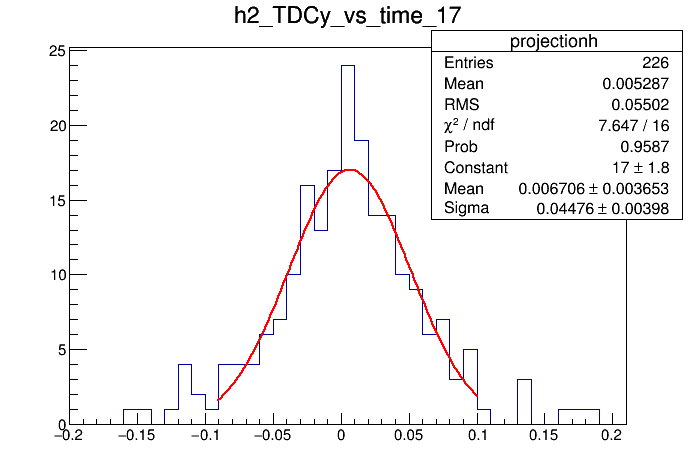 h2_TDCy_vs_time_17
projectionh
Entries 226
Mean 0.005287
RMS 0.05502
χ² / ndf 7.647 / 16
Prob 0.9587
Constant 17 ± 1.8
Mean 0.006706 ± 0.003653
Sigma 0.04476 ± 0.00398
25
20
15
10
5
0
−0.2 −0.15 −0.1 −0.05 0 0.05 0.1 0.15 0.2